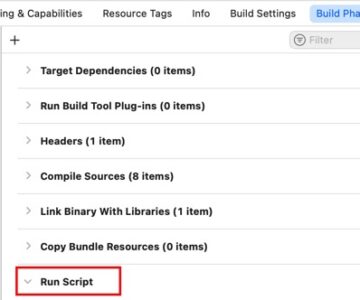 ng & Capabilities Resource Tags Info Build Settings Build Pha
+ Filter
Target Dependencies (0 items)
Run Build Tool Plug-ins (0 items)
Headers (1 item)
Compile Sources (8 items)
Link Binary With Libraries (1 item)
Copy Bundle Resources (0 items)
Run Script